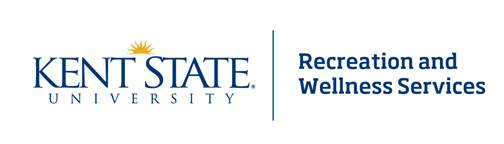 KENT STATE®
UNIVERSITY
Recreation and
Wellness Services